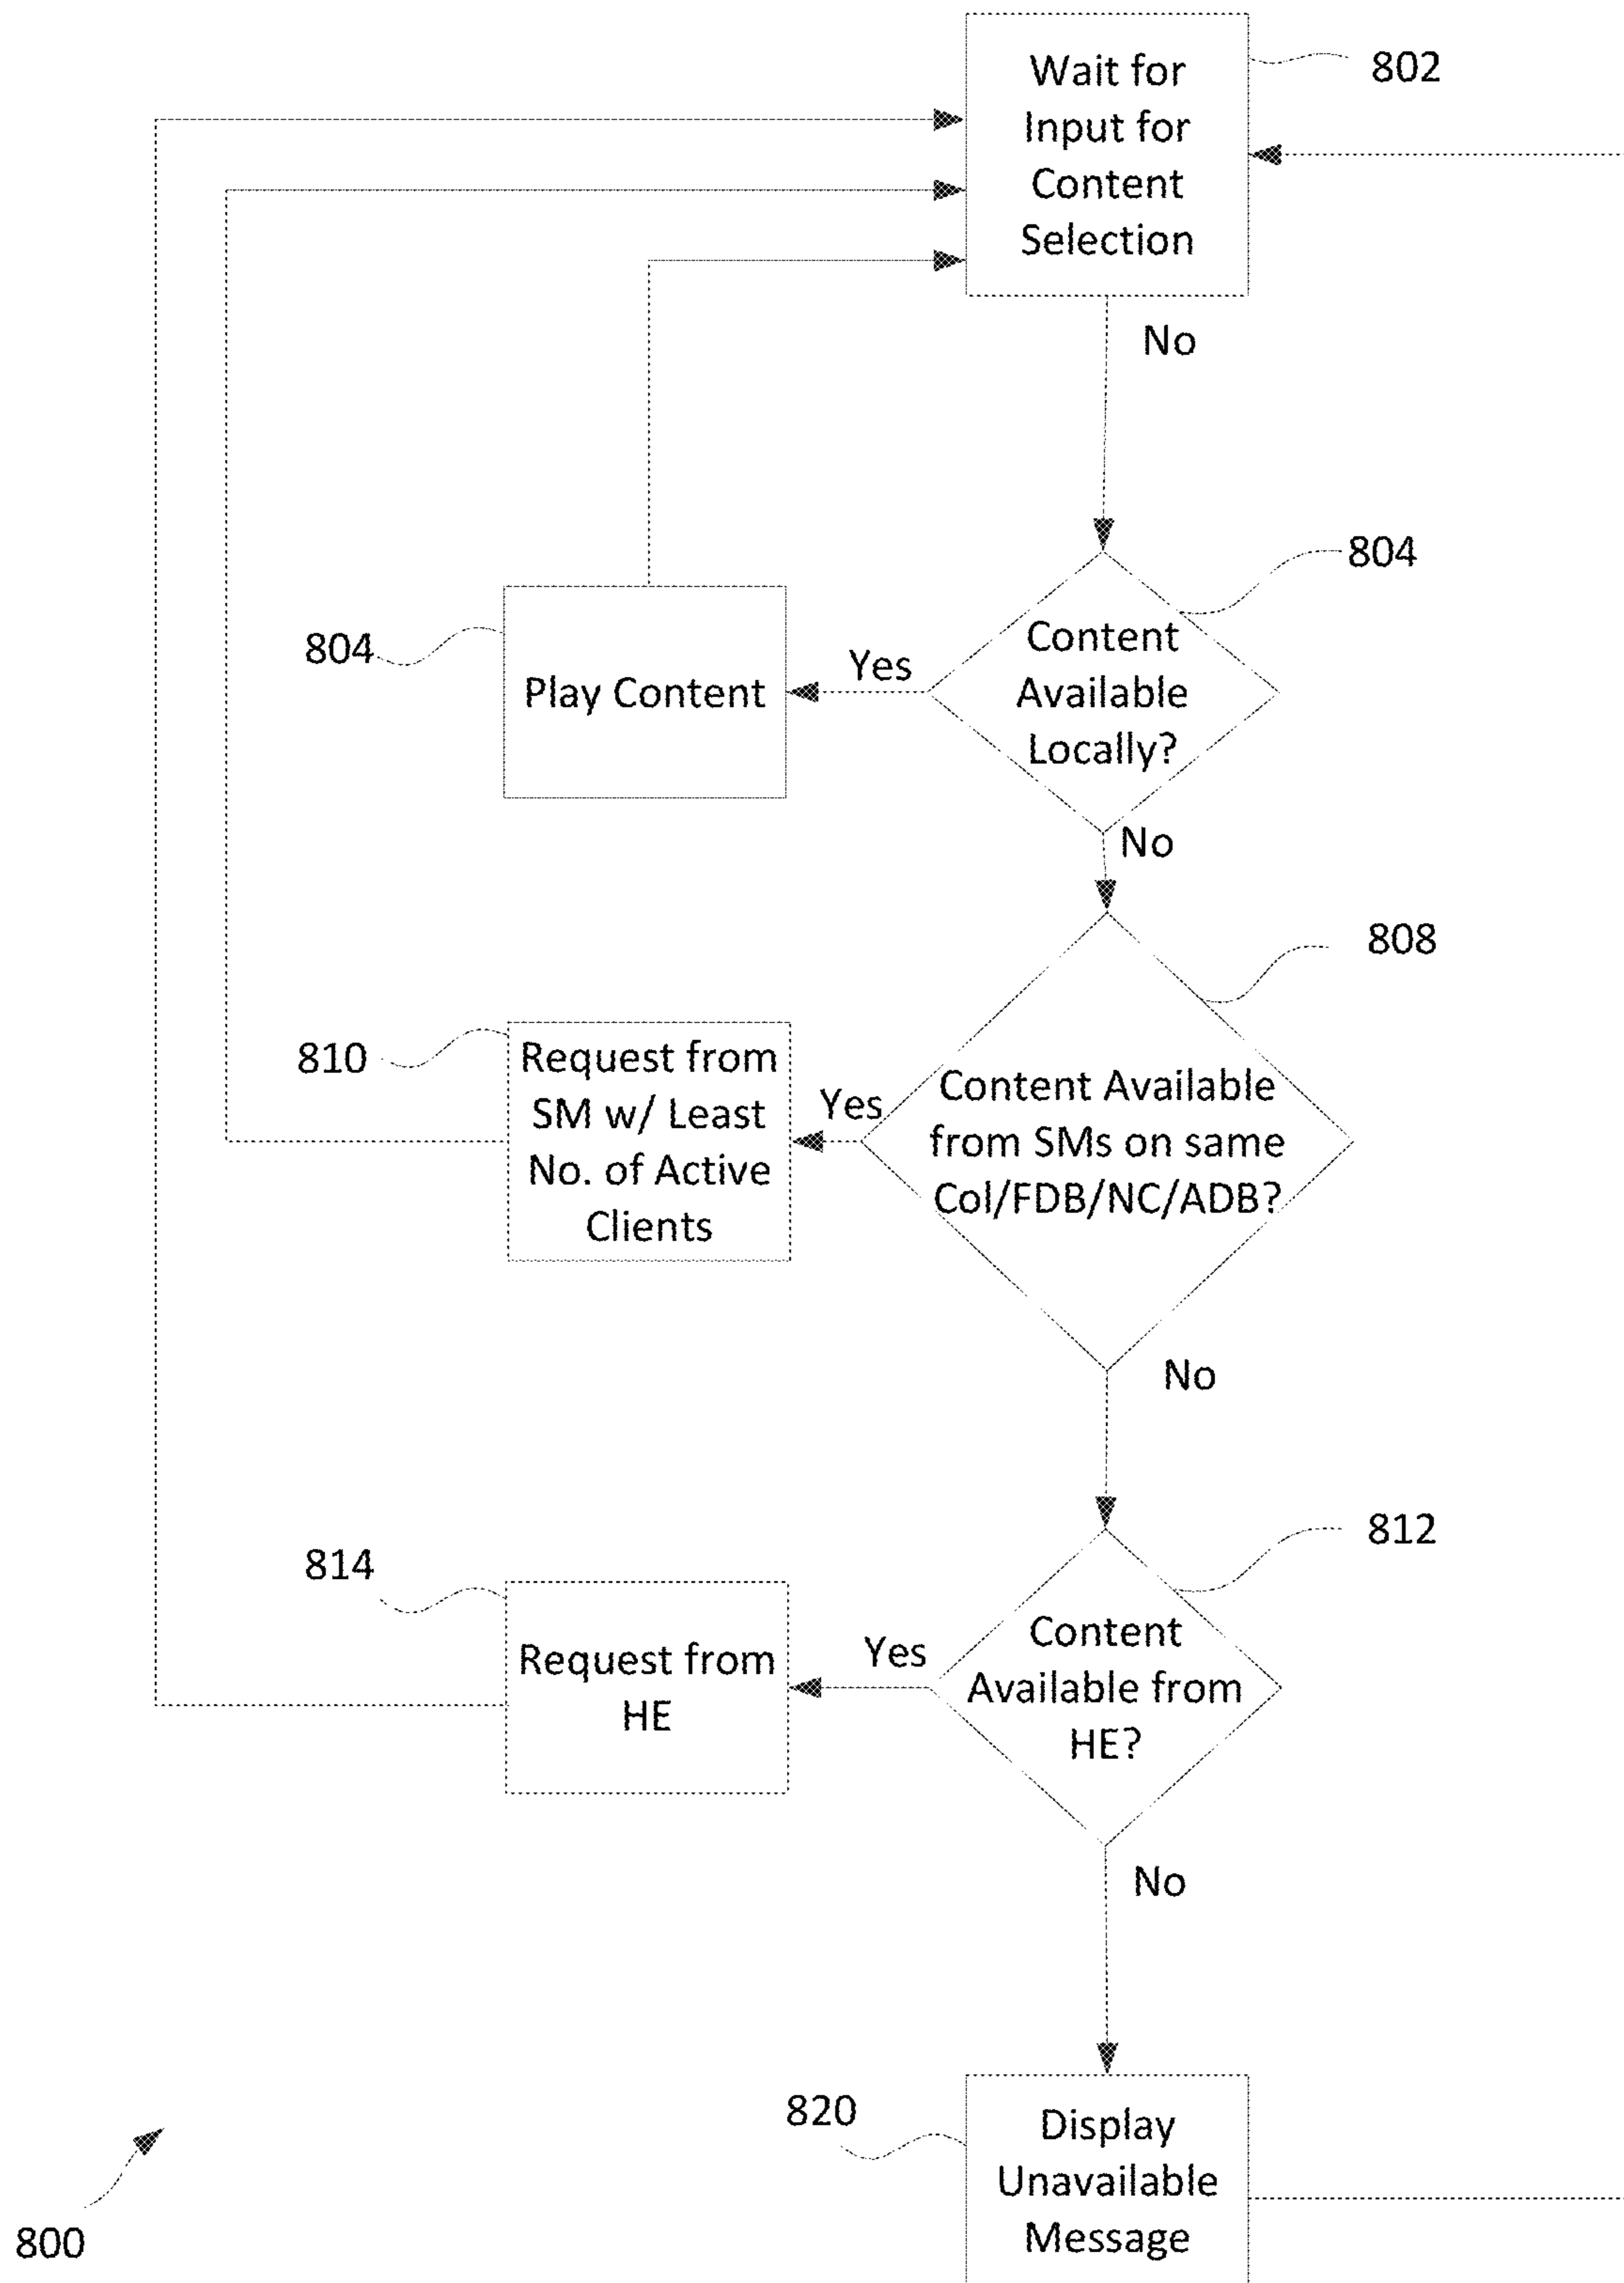 Wait for
Input for
Content
Selection
802
No
804
Content
Available
Locally?
Yes
804
Play Content
No
808
Content Available
from SMs on same
Col/FDB/NC/ADB?
Yes
810
Request from
SM w/ Least
No. of Active
Clients
No
812
Content
Available from
HE?
Yes
814
Request from
HE
No
820
Display
Unavailable
Message
800